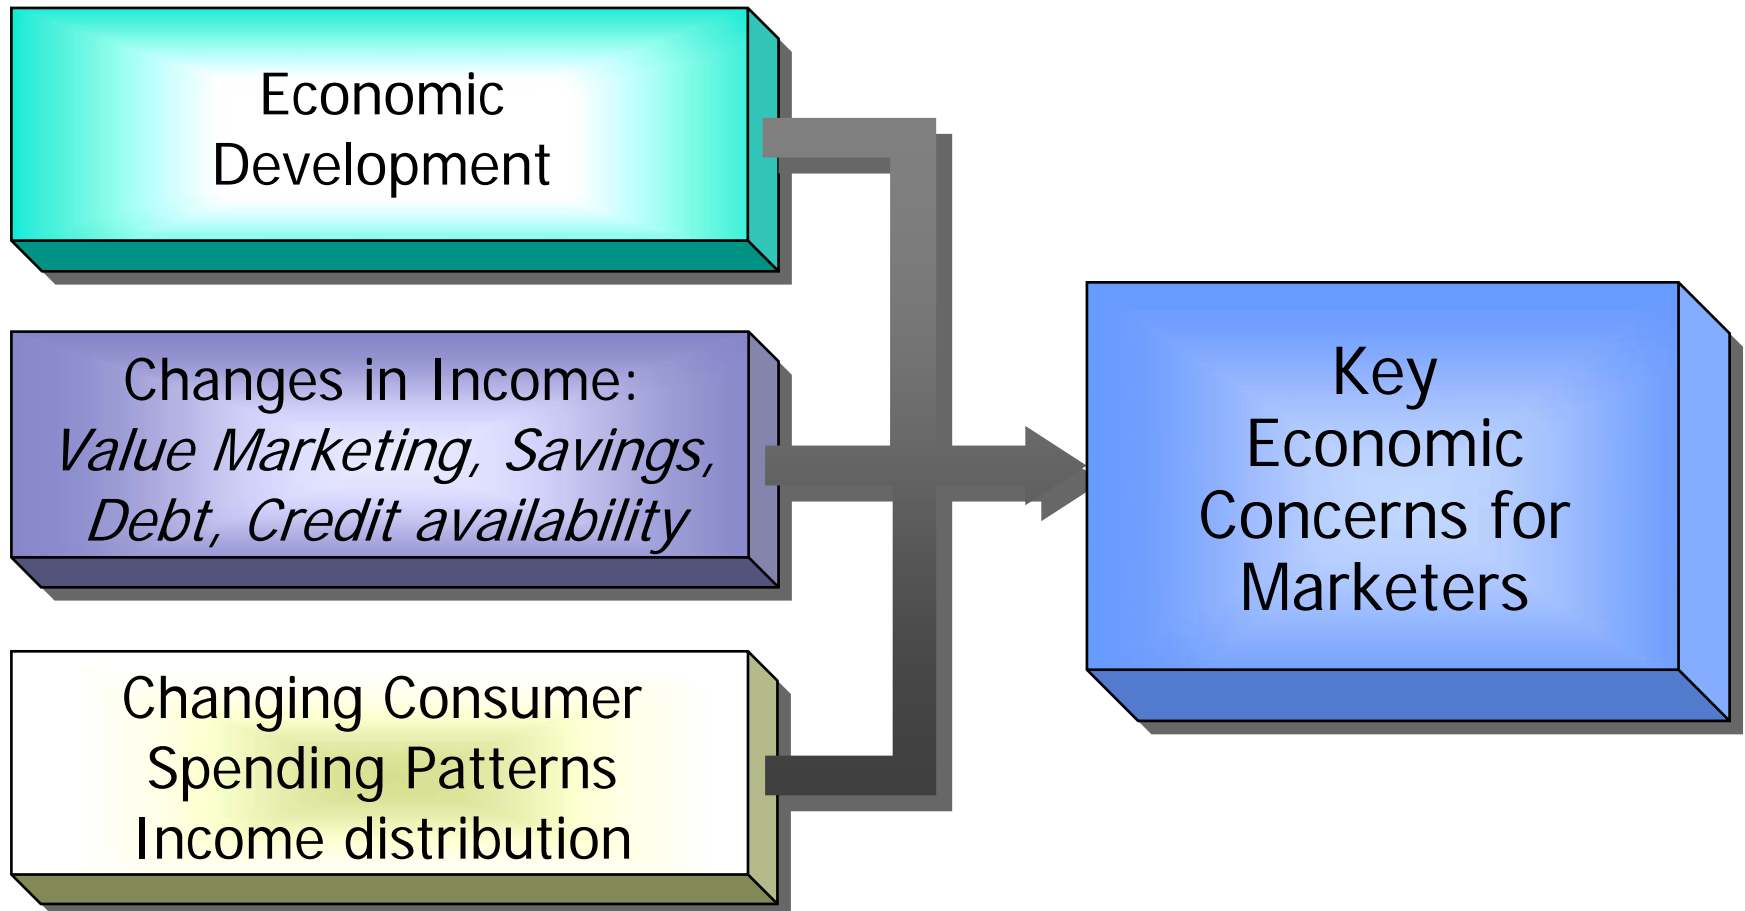 Economic
Development
Changes in Income:
Value Marketing, Savings,
Debt, Credit availability
Changing Consumer
Spending Patterns
Income distribution
Key
Economic
Concerns for
Marketers